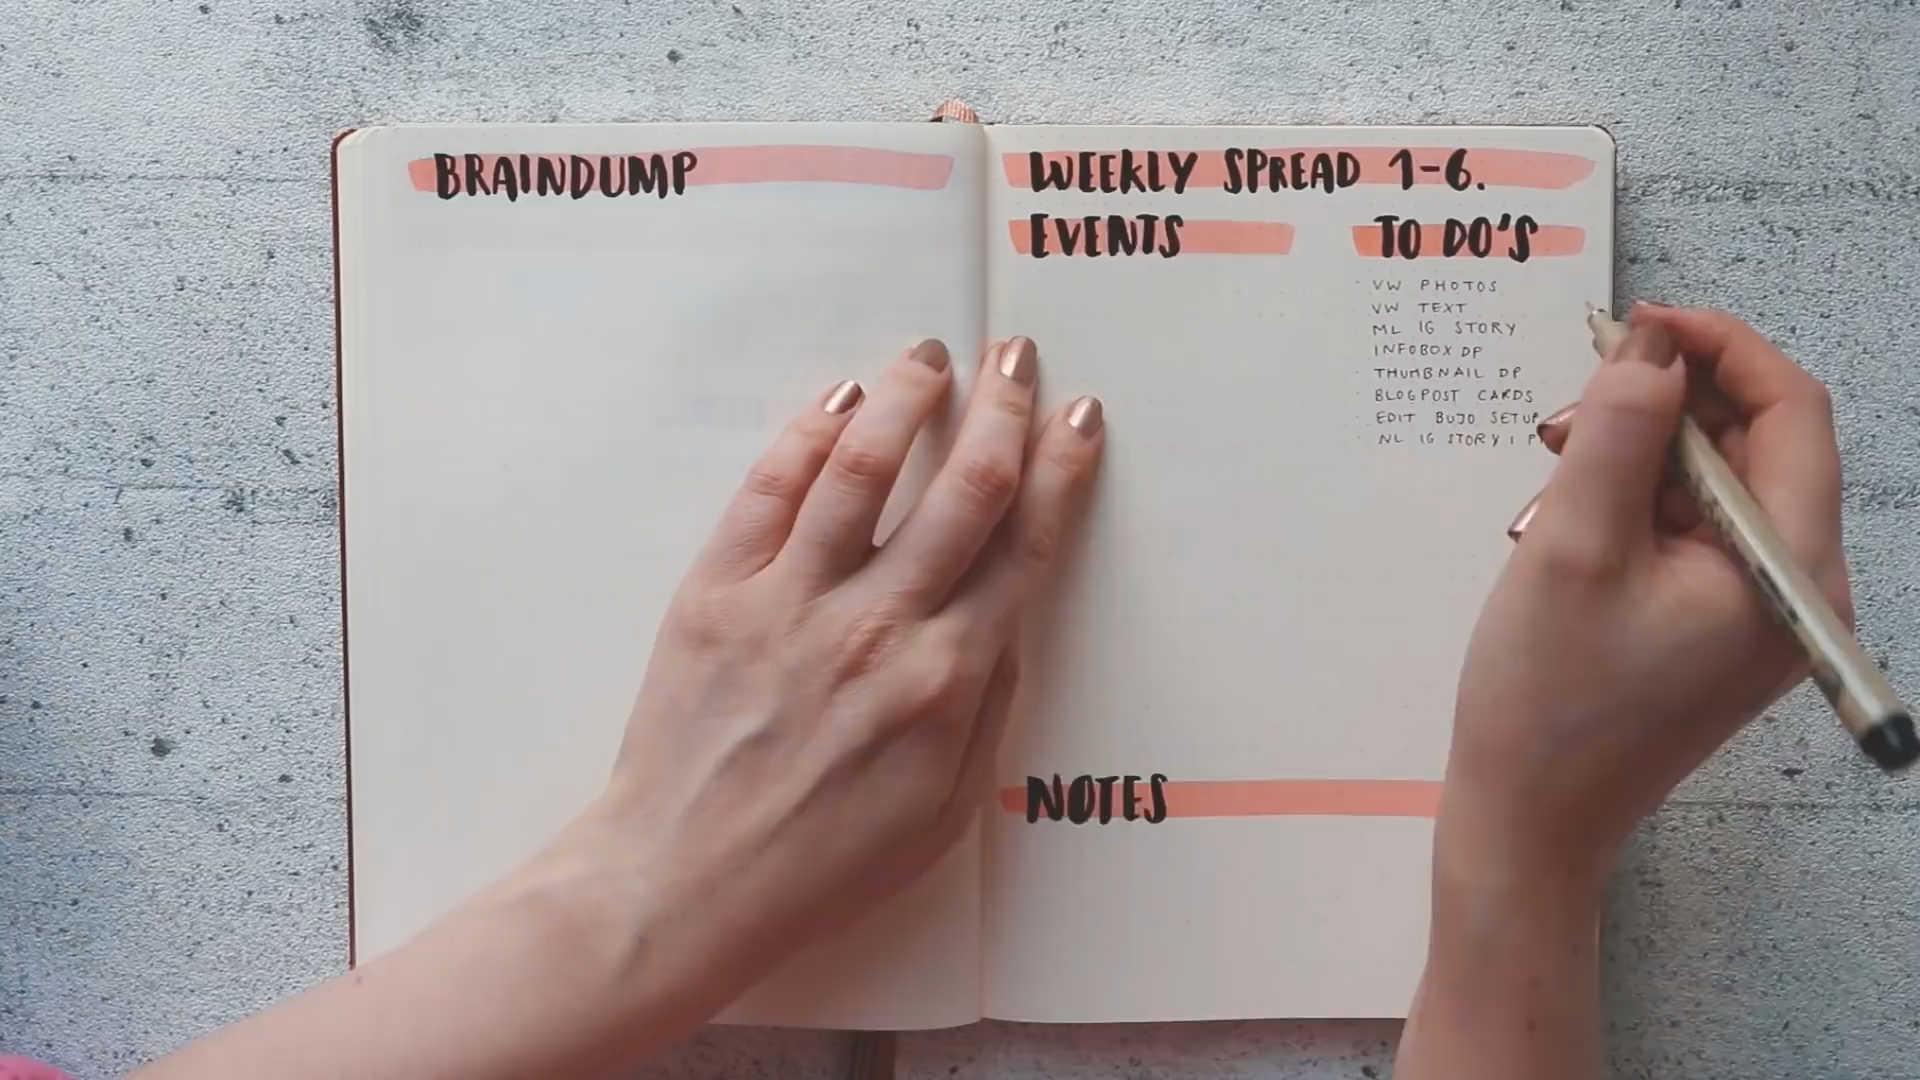 BRAINDUMP
WEEKLY SPREAD 1-6.
EVENTS
TO DO'S
VW PHOTOS
VW TEXT
ML IG STORY
INFOBOX DP
THUMBNAIL DP
BLOGPOST CARDS
EDIT BUJO SETUP
NL IG STORY 1
NOTES